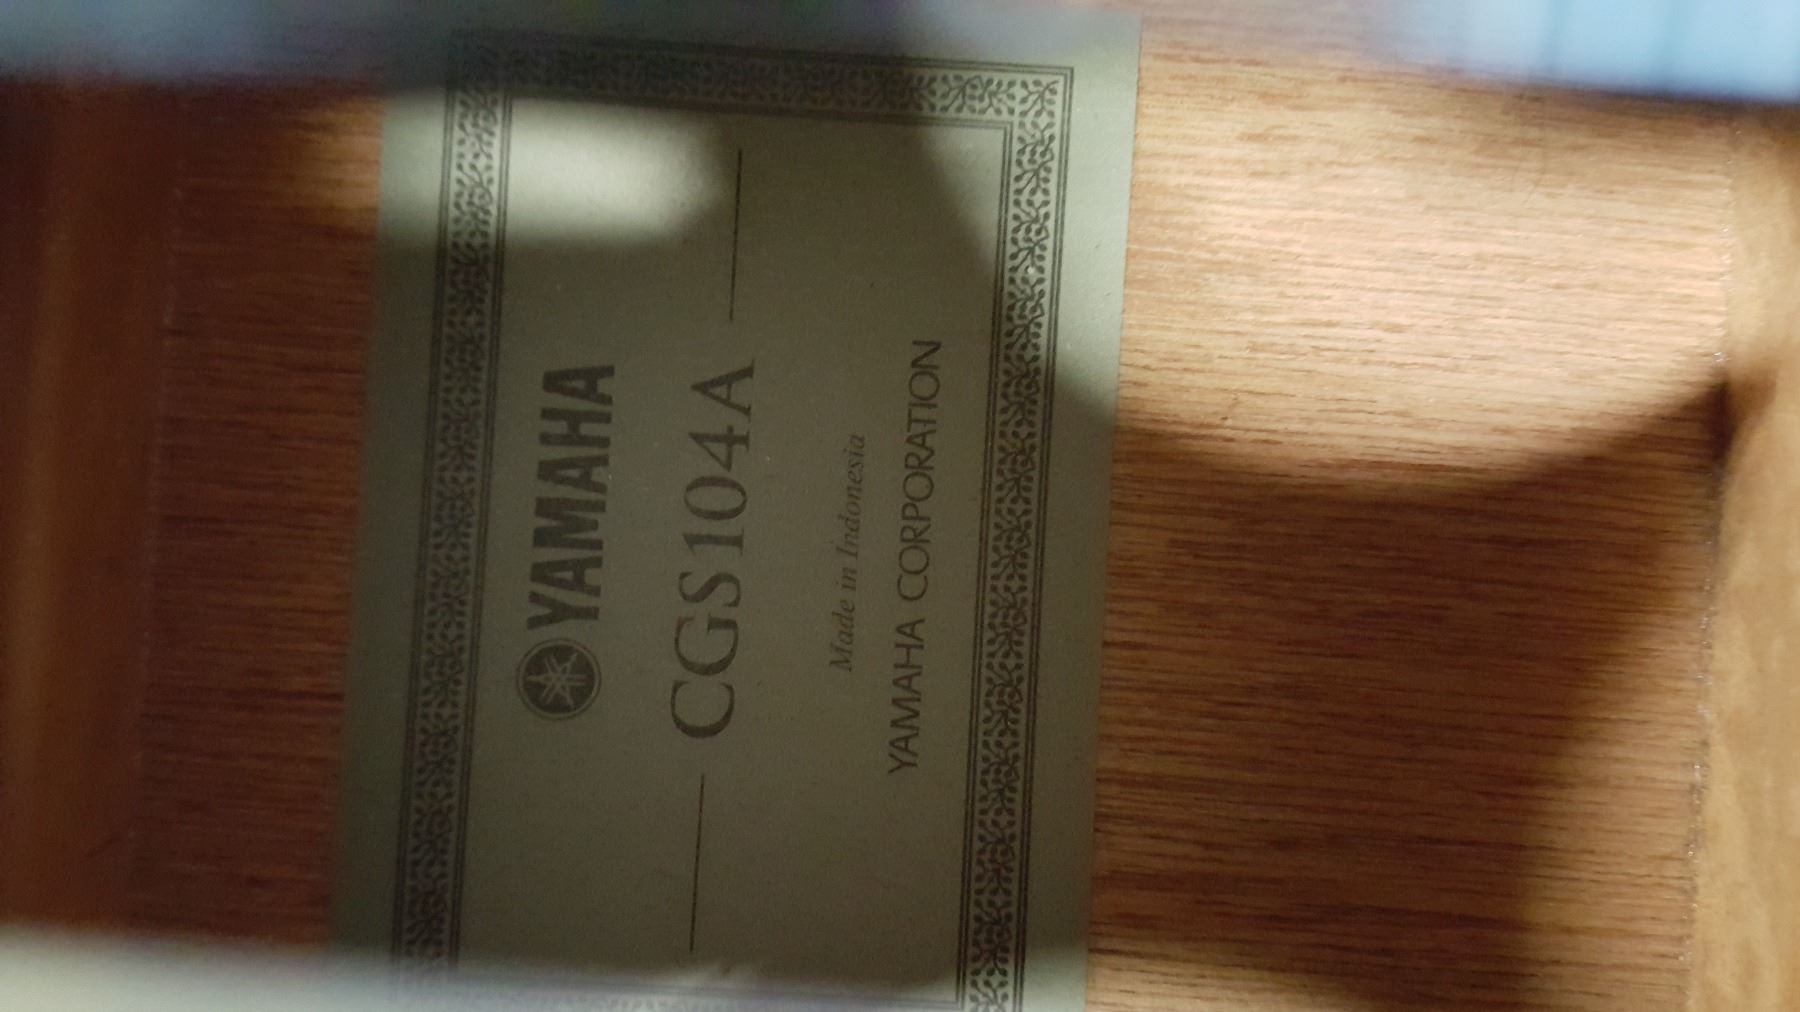 YAMAHA
CGS104A
Made in Indonesia
YAMAHA CORPORATION